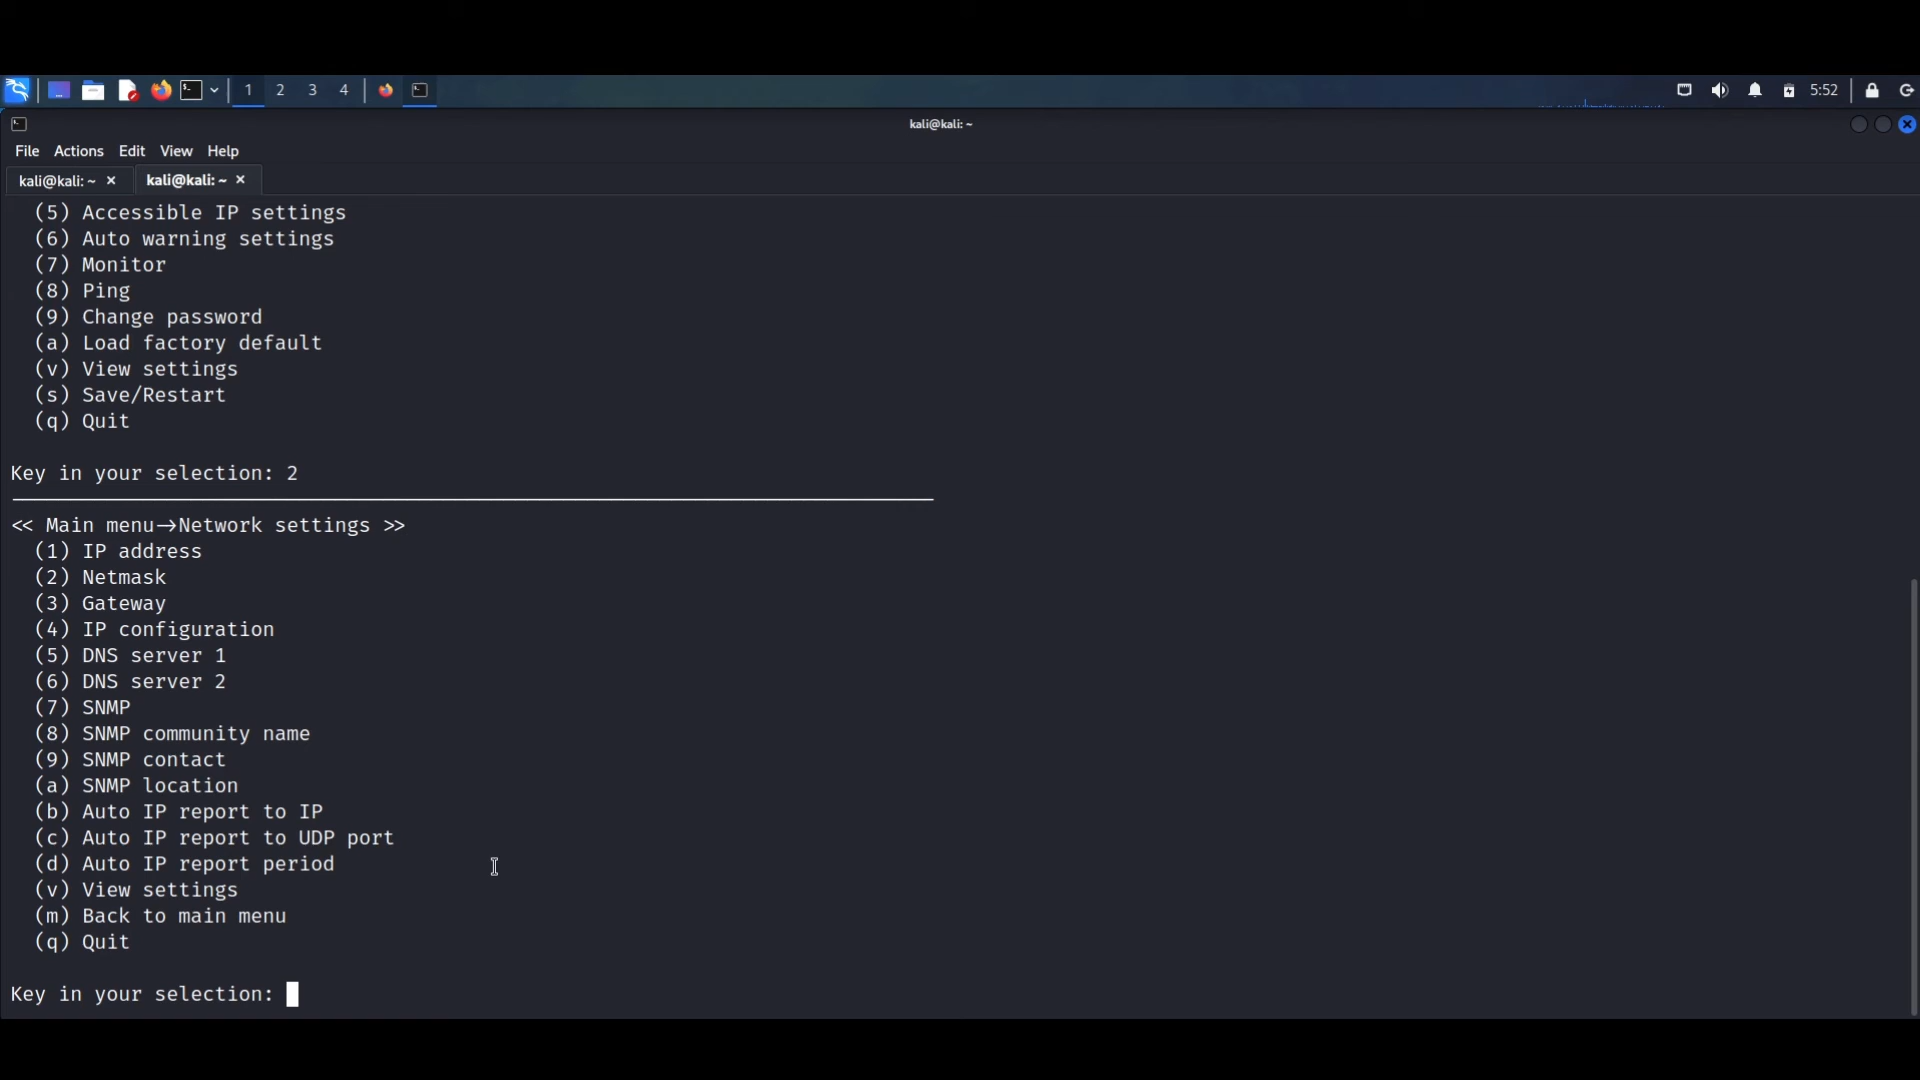 1 2 3 4 5:52
kali@kali: ~
File Actions Edit View Help
kali@kali: ~ × kali@kali: ~ ×
(5) Accessible IP settings
(6) Auto warning settings
(7) Monitor
(8) Ping
(9) Change password
(a) Load factory default
(v) View settings
(s) Save/Restart
(q) Quit
Key in your selection: 2
<< Main menu→Network settings >>
(1) IP address
(2) Netmask
(3) Gateway
(4) IP configuration
(5) DNS server 1
(6) DNS server 2
(7) SNMP
(8) SNMP community name
(9) SNMP contact
(a) SNMP location
(b) Auto IP report to IP
(c) Auto IP report to UDP port
(d) Auto IP report period
(v) View settings
(m) Back to main menu
(q) Quit
Key in your selection: